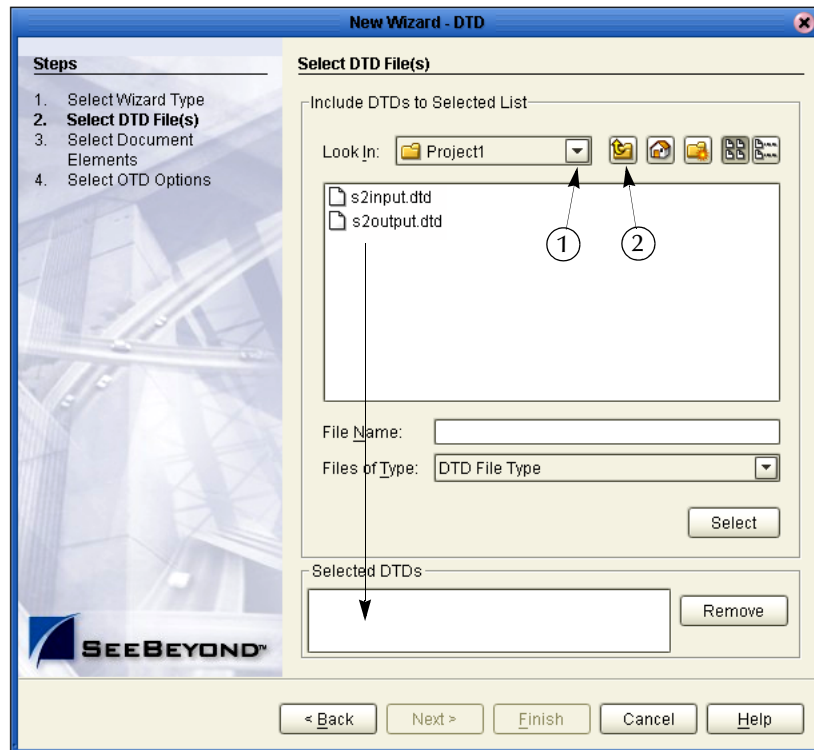 New Wizard - DTD
Steps
1. Select Wizard Type
2. Select DTD File(s)
3. Select Document
Elements
4. Select OTD Options
SEEBEYOND™
Select DTD File(s)
Include DTDs to Selected List
Look In: Project1
s2input.dtd
s2output.dtd
1 2
File Name:
Files of Type: DTD File Type
Select
Selected DTDs
Remove
< Back Next > Finish Cancel Help